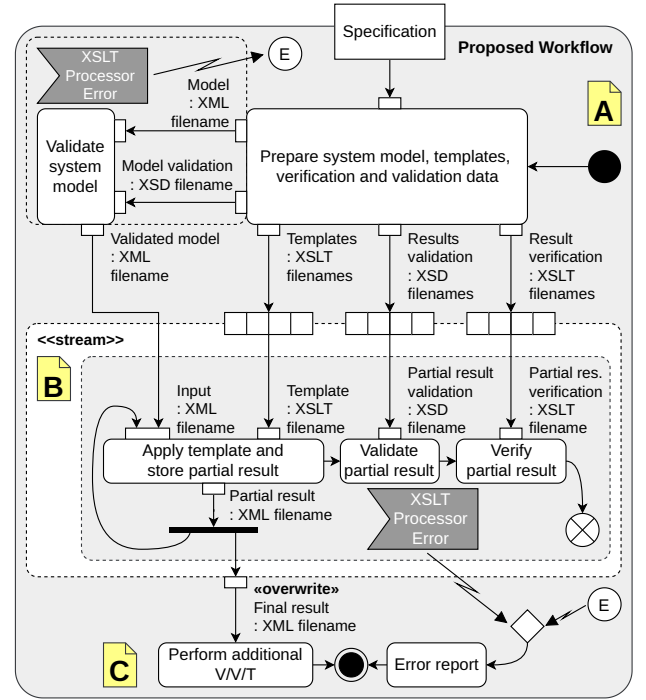 Specification
Proposed Workflow
XSLT
Processor
Error
E
Model
: XML
filename
A
Validate
system
model
Prepare system model, templates,
verification and validation data
Model validation
: XSD filename
Validated model
: XML
filename
Templates
: XSLT
filenames
Results
validation
: XSD
filenames
Result
verification
: XSLT
filenames
<<stream>>
B
Input
: XML
filename
Template
: XSLT
filename
Partial result
validation
: XSD
filename
Partial res.
verification
: XSLT
filename
Apply template and
store partial result
Validate
partial result
Verify
partial result
Partial result
: XML filename
XSLT
Processor
Error
«overwrite»
Final result
: XML filename
E
C
Perform additional
V/V/T
Error report